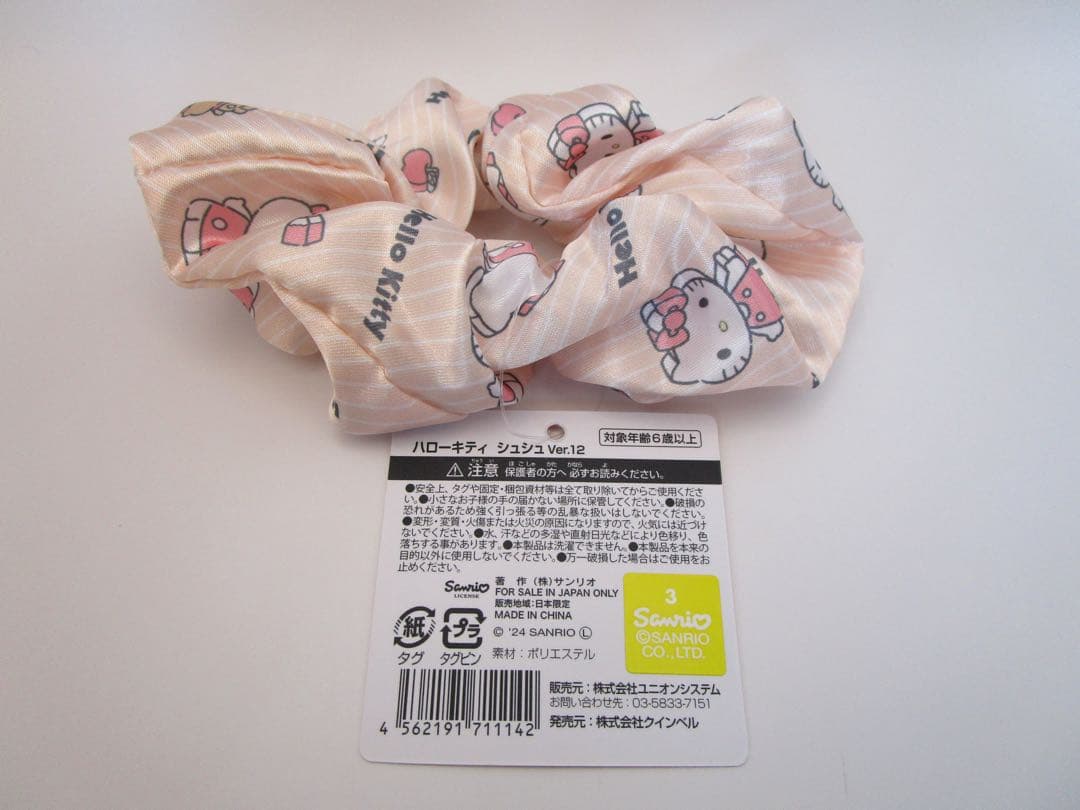 Hello Kitty
Hello
ハローキティ シュシュ Ver.12
対象年齢6歳以上
注意 保護者の方へ 必ずお読みください。
●安全上、タグや固定・梱包資材等は全て取り除いてからご使用くださ
い。●小さなお子様の手の届かない場所に保管してください。●破損の
恐れがあるため強く引っ張る等の乱暴な扱いはしないでください。
●変形・変質・火傷または火災の原因になりますので、火気には近づけ
ないでください。●水、汗などの多湿や直射日光などにより色移り、色
落ちする事があります。●本製品は洗濯できません。●本製品を本来の
目的以外に使用しないでください。●万一破損した場合はご使用をお
止めください。
Sanrio
LICENSE
著 作 (株)サンリオ
FOR SALE IN JAPAN ONLY
販売地域:日本限定
MADE IN CHINA
© '24 SANRIO Ⓛ
紙
タグ
プラ
タグピン
素材:ポリエステル
3
Sanrio
©SANRIO
CO., LTD.
販売元:株式会社ユニオンシステム
お問い合わせ先:03-5833-7151
発売元:株式会社クインベル
4 562191 711142